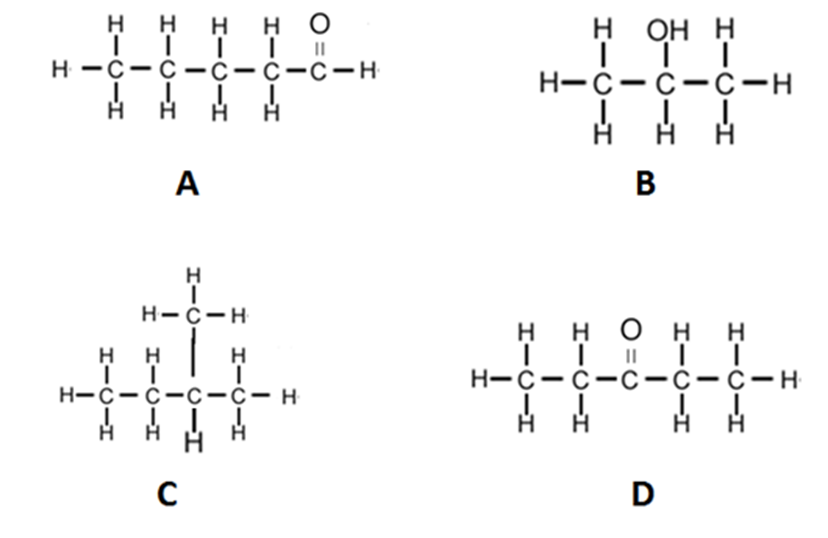 H H H H O
H C C C C C H
H H H H
A
H OH H
H C C C H
H H H
B
H
H C H
H H H
H C C C C H
H H H H
C
H H O H H
H C C C C C H
H H H H
D